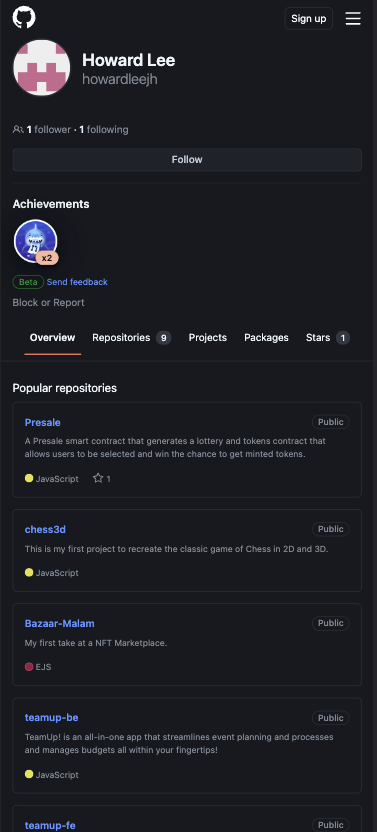 Sign up
Howard Lee
howardleejh
1 follower · 1 following
Follow
Achievements
x2
Beta Send feedback
Block or Report
Overview Repositories 9 Projects Packages Stars 1
Popular repositories
Presale Public
A Presale smart contract that generates a lottery and tokens contract that
allows users to be selected and win the chance to get minted tokens.
JavaScript 1
chess3d Public
This is my first project to recreate the classic game of Chess in 2D and 3D.
JavaScript
Bazaar-Malam Public
My first take at a NFT Marketplace.
EJS
teamup-be Public
TeamUp! is an all-in-one app that streamlines event planning and processes
and manages budgets all within your fingertips!
JavaScript
teamup-fe Public